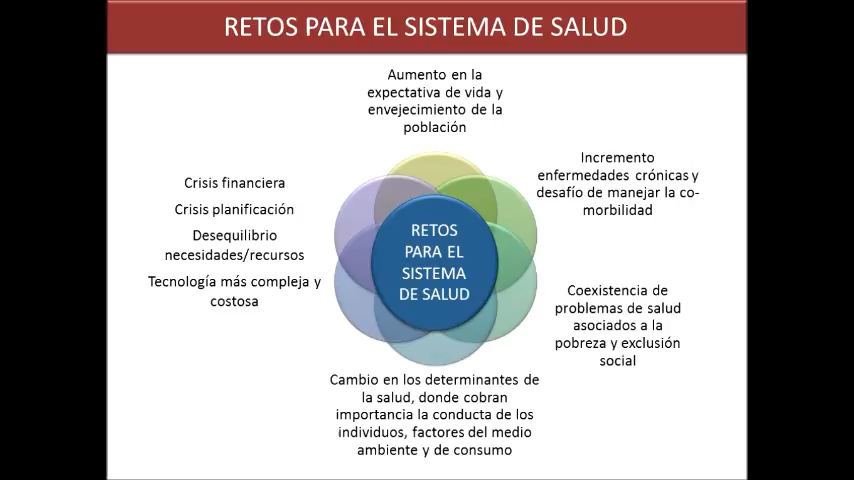 RETOS PARA EL SISTEMA DE SALUD
Aumento en la
expectativa de vida y
envejecimiento de la
población
Incremento
enfermedades crónicas y
desafío de manejar la co-
morbilidad
Coexistencia de
problemas de salud
asociados a la
pobreza y exclusión
social
Cambio en los determinantes de
la salud, donde cobran
importancia la conducta de los
individuos, factores del medio
ambiente y de consumo
Crisis financiera
Crisis planificación
Desequilibrio
necesidades/recursos
Tecnología más compleja y
costosa
RETOS
PARA EL
SISTEMA
DE SALUD